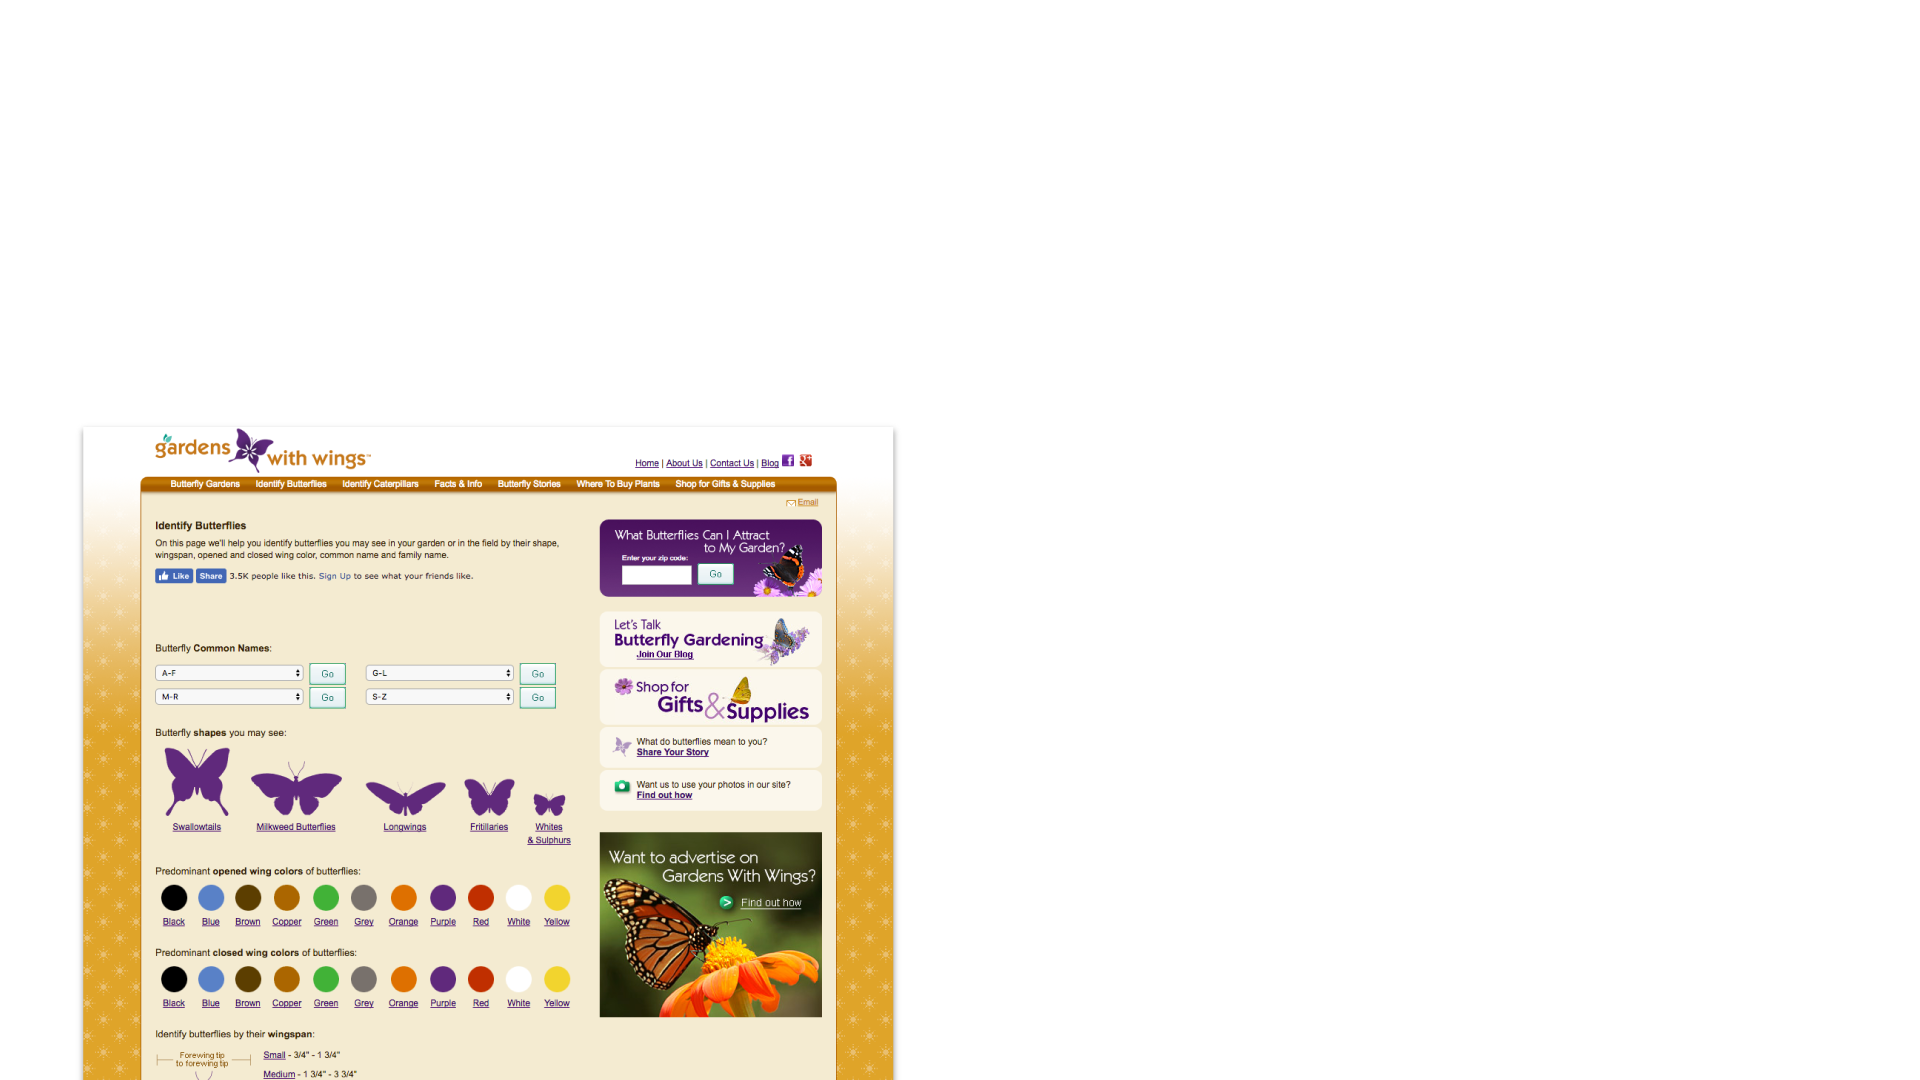 gardens with wings™
Home | About Us | Contact Us | Blog
Butterfly Gardens Identify Butterflies Identify Caterpillars Facts & Info Butterfly Stories Where To Buy Plants Shop for Gifts & Supplies
Email
Identify Butterflies
On this page we'll help you identify butterflies you may see in your garden or in the field by their shape,
wingspan, opened and closed wing color, common name and family name.
Like Share 3.5K people like this. Sign Up to see what your friends like.
Butterfly Common Names:
A-F Go G-L Go
M-R Go S-Z Go
Butterfly shapes you may see:
Swallowtails Milkweed Butterflies Longwings Fritillaries Whites
& Sulphurs
Predominant opened wing colors of butterflies:
Black Blue Brown Copper Green Grey Orange Purple Red White Yellow
Predominant closed wing colors of butterflies:
Black Blue Brown Copper Green Grey Orange Purple Red White Yellow
Identify butterflies by their wingspan:
Forewing tip
to forewing tip
Small - 3/4" - 1 3/4"
Medium - 1 3/4" - 3 3/4"
What Butterflies Can I Attract
to My Garden?
Enter your zip code:
Go
Let's Talk
Butterfly Gardening
Join Our Blog
Shop for
Gifts & Supplies
What do butterflies mean to you?
Share Your Story
Want us to use your photos in our site?
Find out how
Want to advertise on
Gardens With Wings?
Find out how